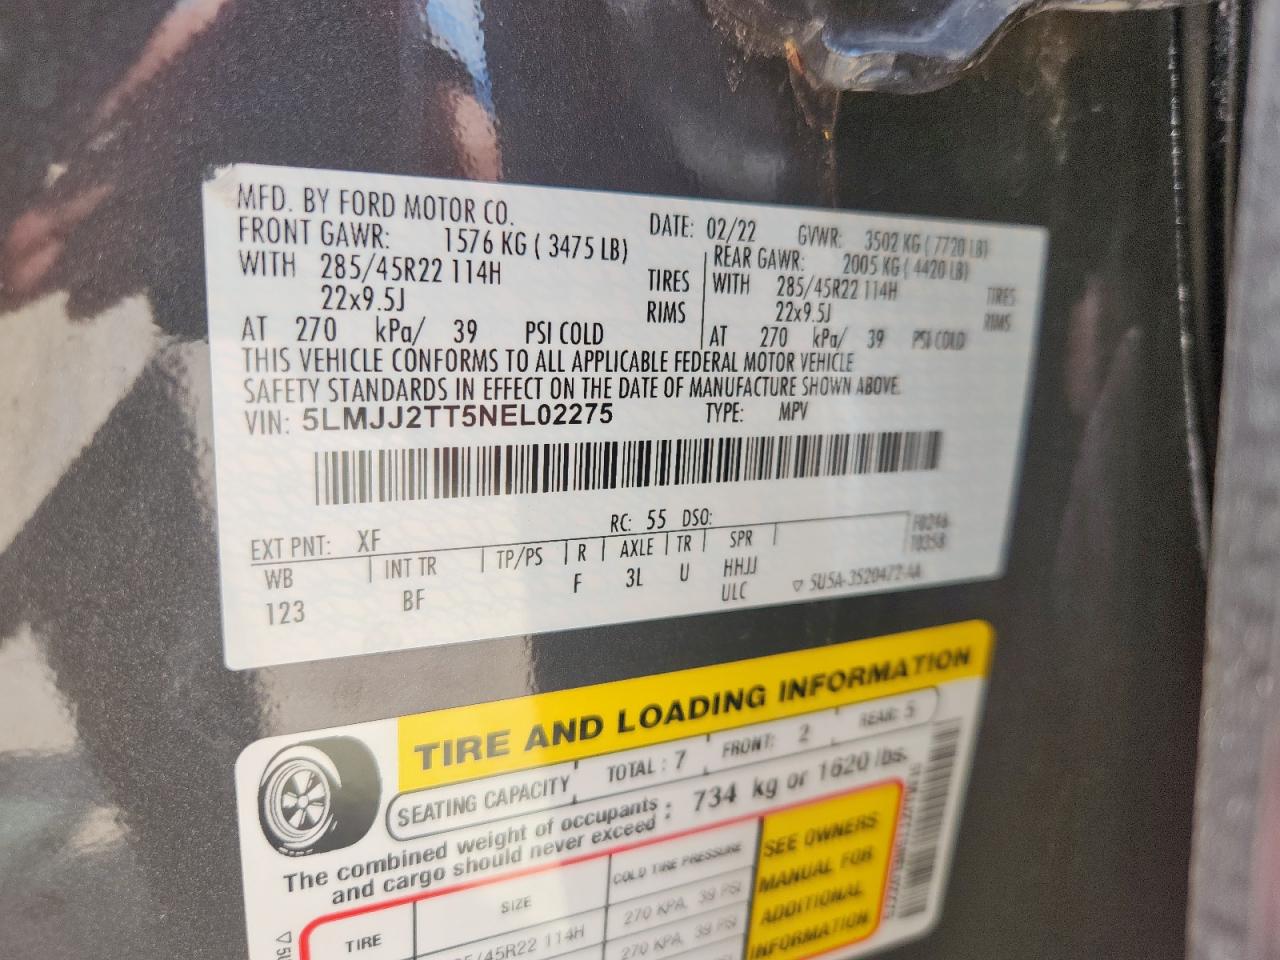 MFD. BY FORD MOTOR CO.
DATE: 02/22 GVWR: 3502 KG ( 7720 LB)
FRONT GAWR: 1576 KG ( 3475 LB) REAR GAWR: 2005 KG ( 4420 LB)
WITH 285/45R22 114H TIRES WITH 285/45R22 114H TIRES
22x9.5J RIMS 22x9.5J RIMS
AT 270 kPa/ 39 PSI COLD AT 270 kPa/ 39 PSI COLD
THIS VEHICLE CONFORMS TO ALL APPLICABLE FEDERAL MOTOR VEHICLE
SAFETY STANDARDS IN EFFECT ON THE DATE OF MANUFACTURE SHOWN ABOVE.
VIN: 5LMJJ2TT5NEL02275 TYPE: MPV
EXT PNT: XF RC: 55 DSO: F0246
WB INT TR TP/PS R AXLE TR SPR T0358
123 BF F 3L U HHJJ
ULC 5U5A-3520472-AA
TIRE AND LOADING INFORMATION
SEATING CAPACITY TOTAL : 7 FRONT: 2 REAR: 5
The combined weight of occupants and cargo should never exceed : 734 kg or 1620 lbs.
TIRE SIZE COLD TIRE PRESSURE
/45R22 114H 270 KPA, 39 PSI
270 KPA, 39 PSI
SEE OWNERS
MANUAL FOR
ADDITIONAL
INFORMATION